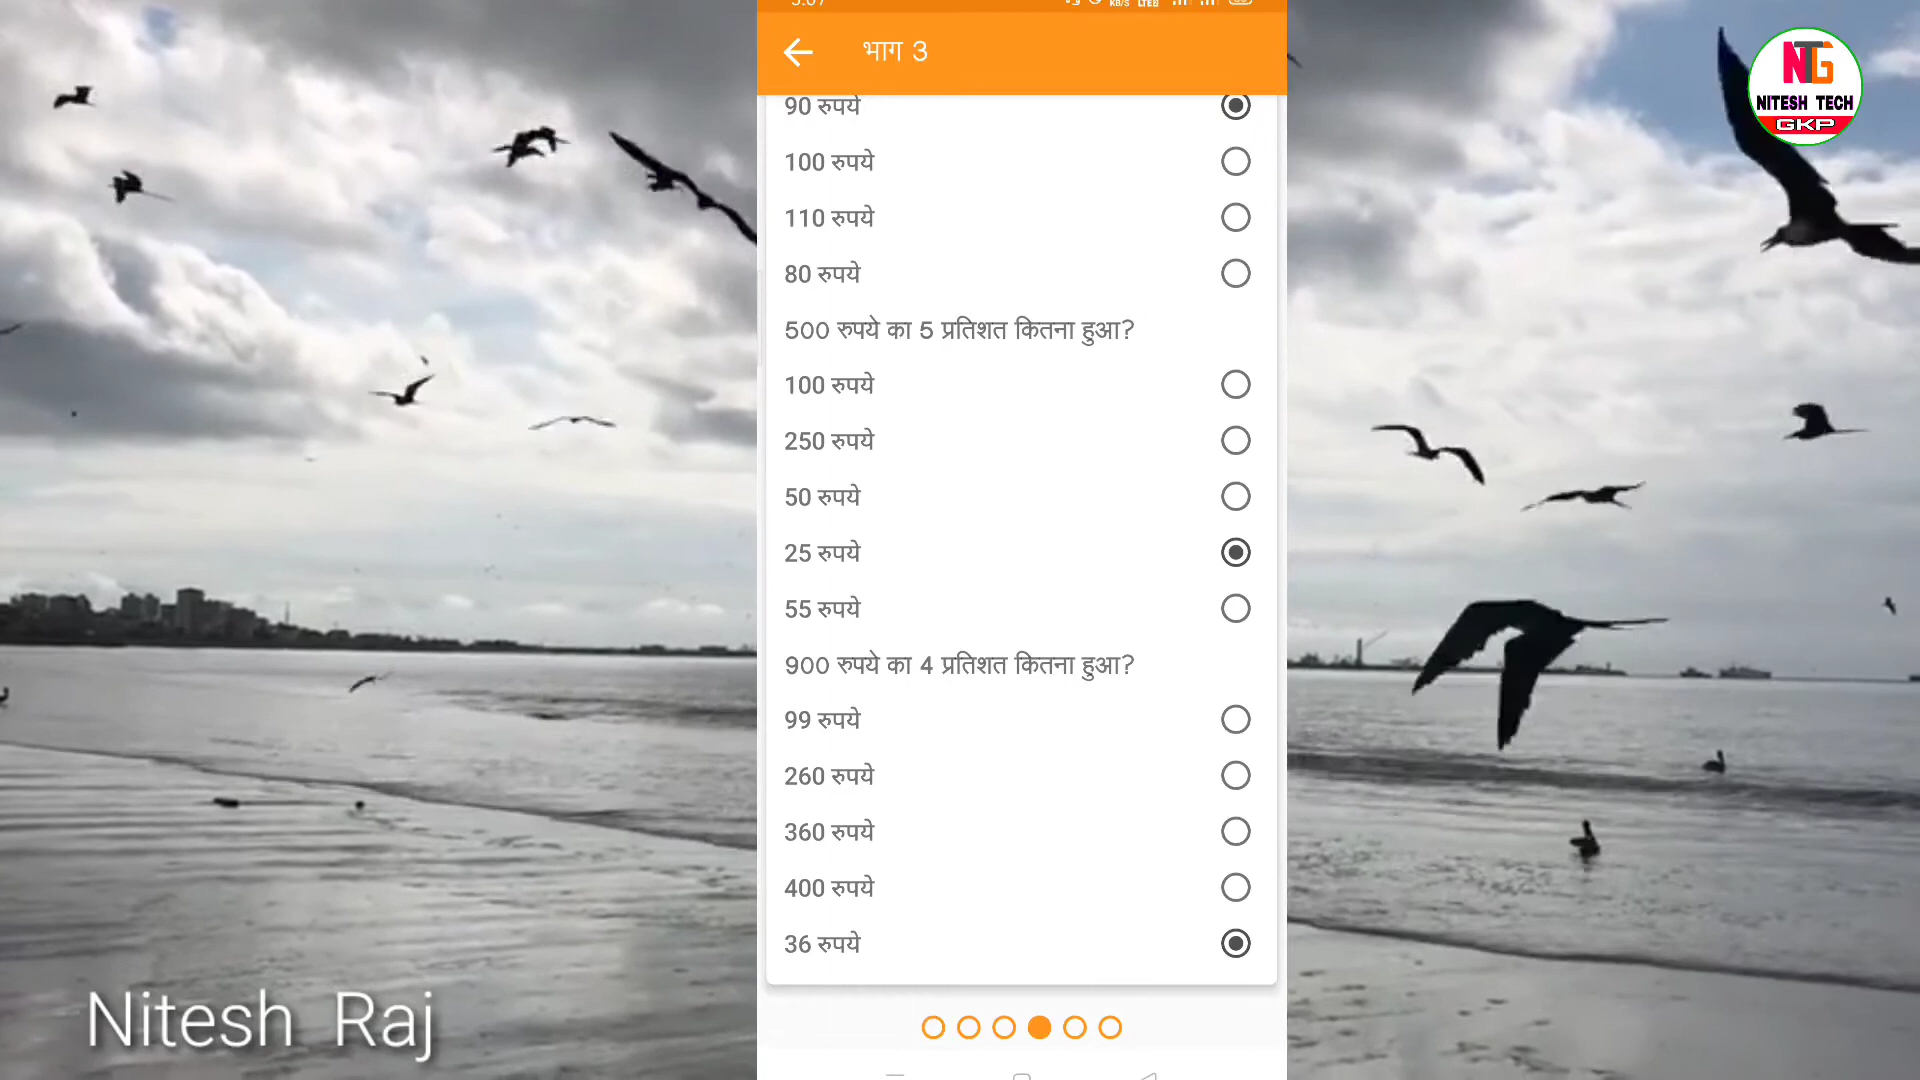 भाग 3
NTG
NITESH TECH
GKP
90 रुपये
100 रुपये
110 रुपये
80 रुपये
500 रुपये का 5 प्रतिशत कितना हुआ?
100 रुपये
250 रुपये
50 रुपये
25 रुपये
55 रुपये
900 रुपये का 4 प्रतिशत कितना हुआ?
99 रुपये
260 रुपये
360 रुपये
400 रुपये
36 रुपये
Nitesh Raj